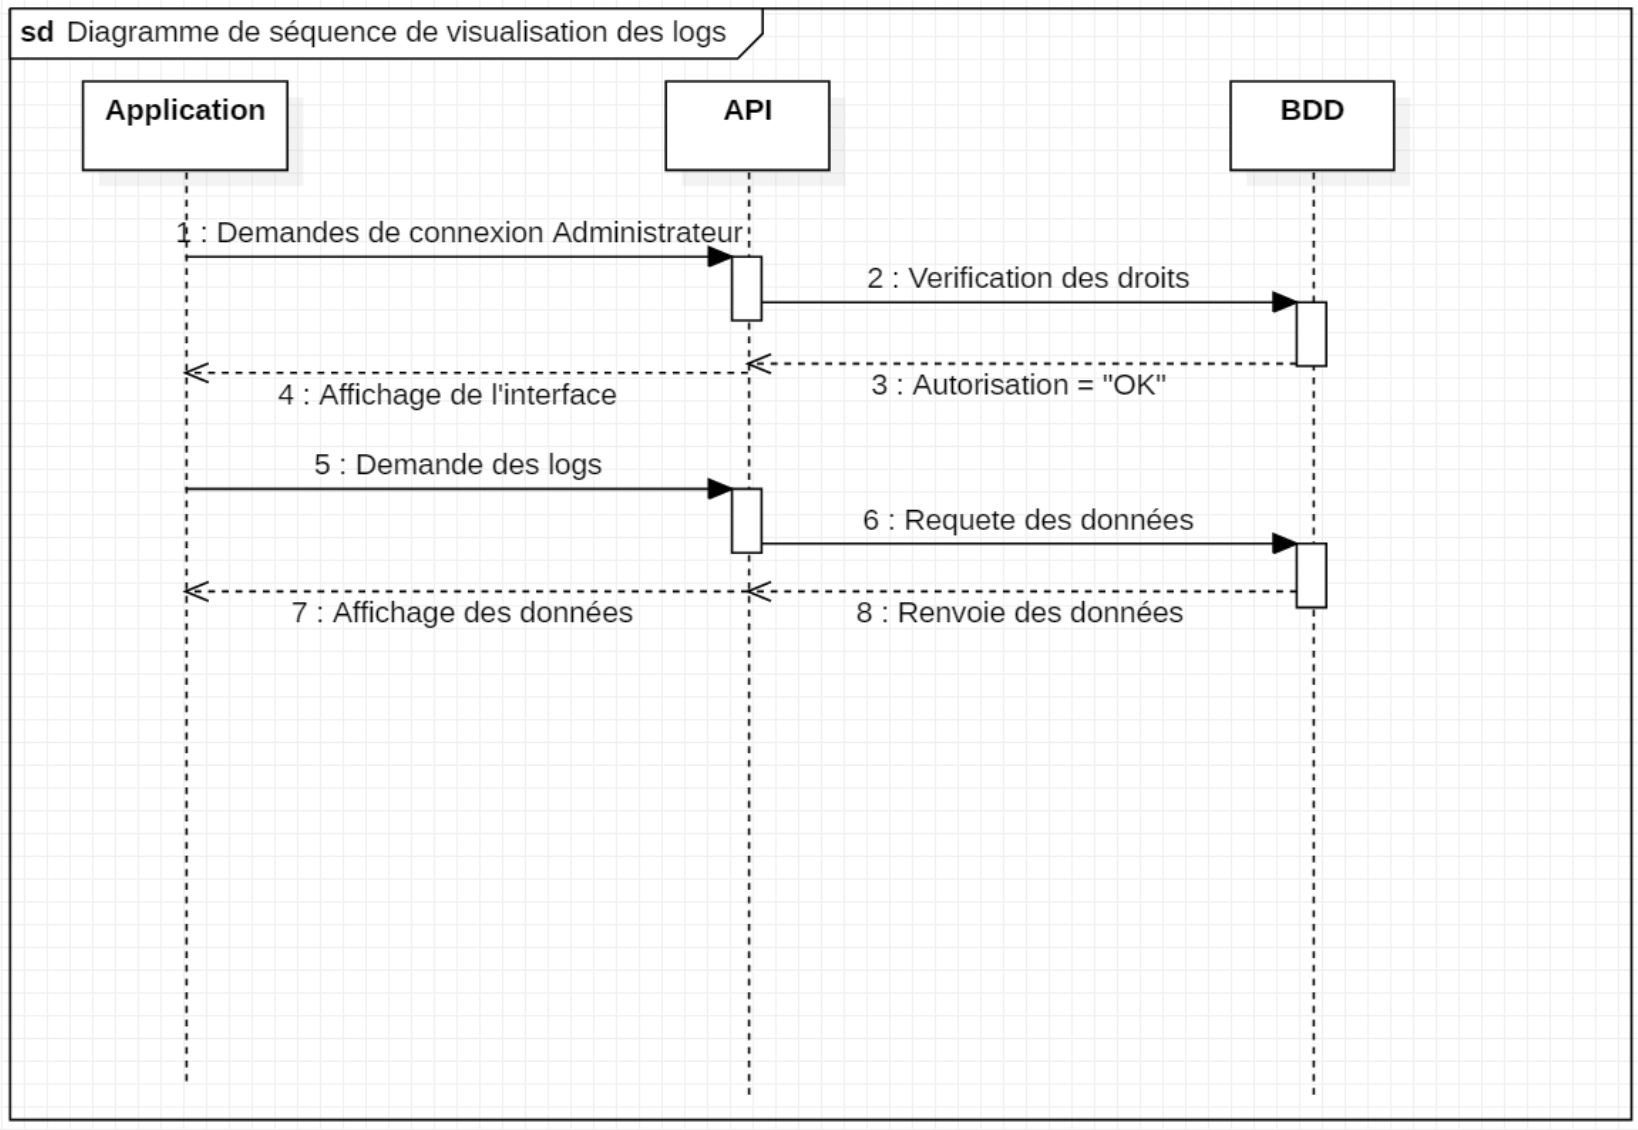 sd Diagramme de séquence de visualisation des logs
Application
API
BDD
1 : Demandes de connexion Administrateur
2 : Verification des droits
3 : Autorisation = "OK"
4 : Affichage de l'interface
5 : Demande des logs
6 : Requete des données
7 : Affichage des données
8 : Renvoie des données